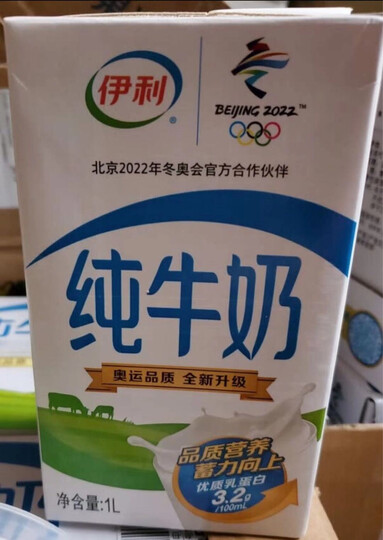 伊利
BEIJING 2022™
北京2022年冬奥会官方合作伙伴
纯牛奶
奥运品质 全新升级
品质营养
蓄力向上
优质乳蛋白
3.2g
/100mL
净含量:1L